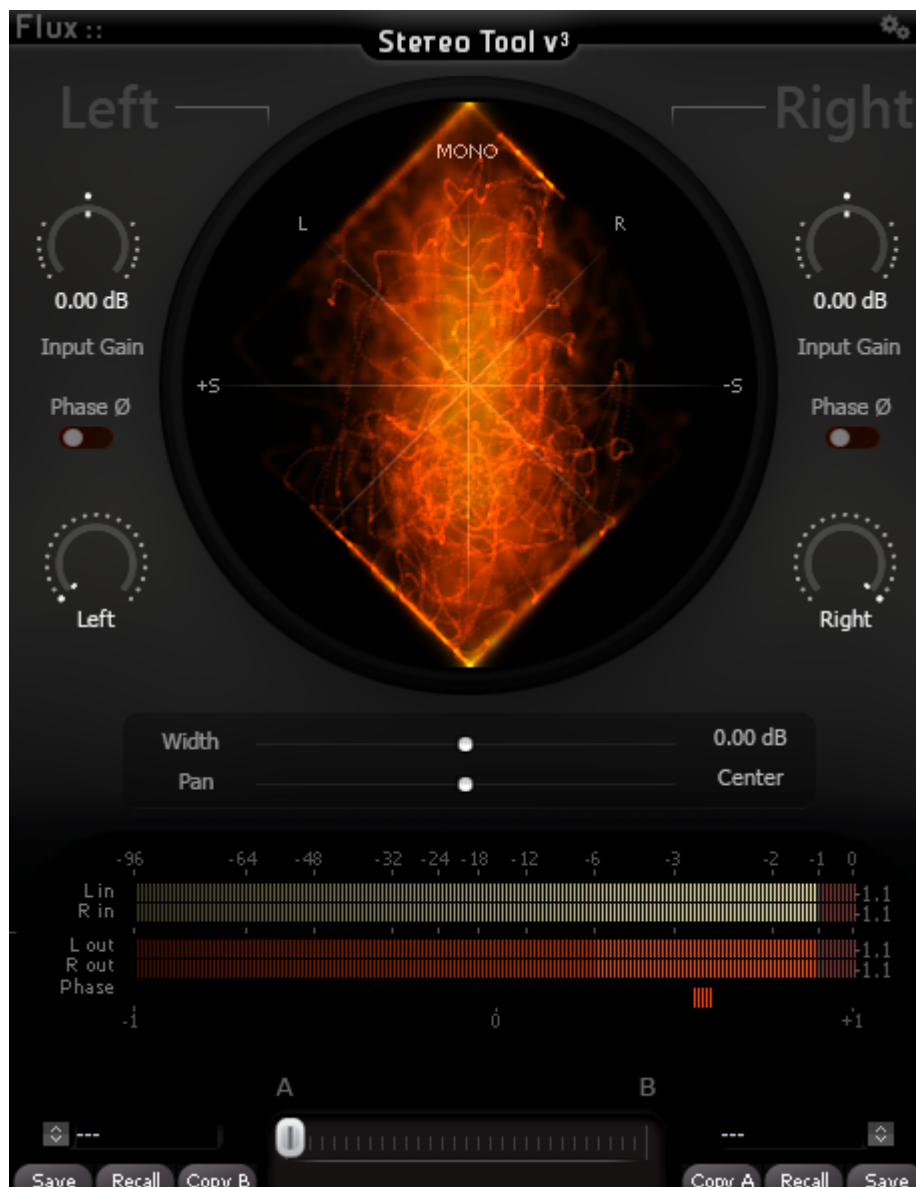 Flux ::
Stereo Tool v³
Left
Right
MONO
L
R
+S
-S
0.00 dB
0.00 dB
Input Gain
Input Gain
Phase Ø
Phase Ø
Left
Right
Width 0.00 dB
Pan Center
-96 -64 -48 -32 -24 -18 -12 -6 -3 -2 -1 0
L in -1.1
R in -1.1
L out -1.1
R out -1.1
Phase
-1 0 +1
A B
--- ---
Save Recall Copy B Copy A Recall Save